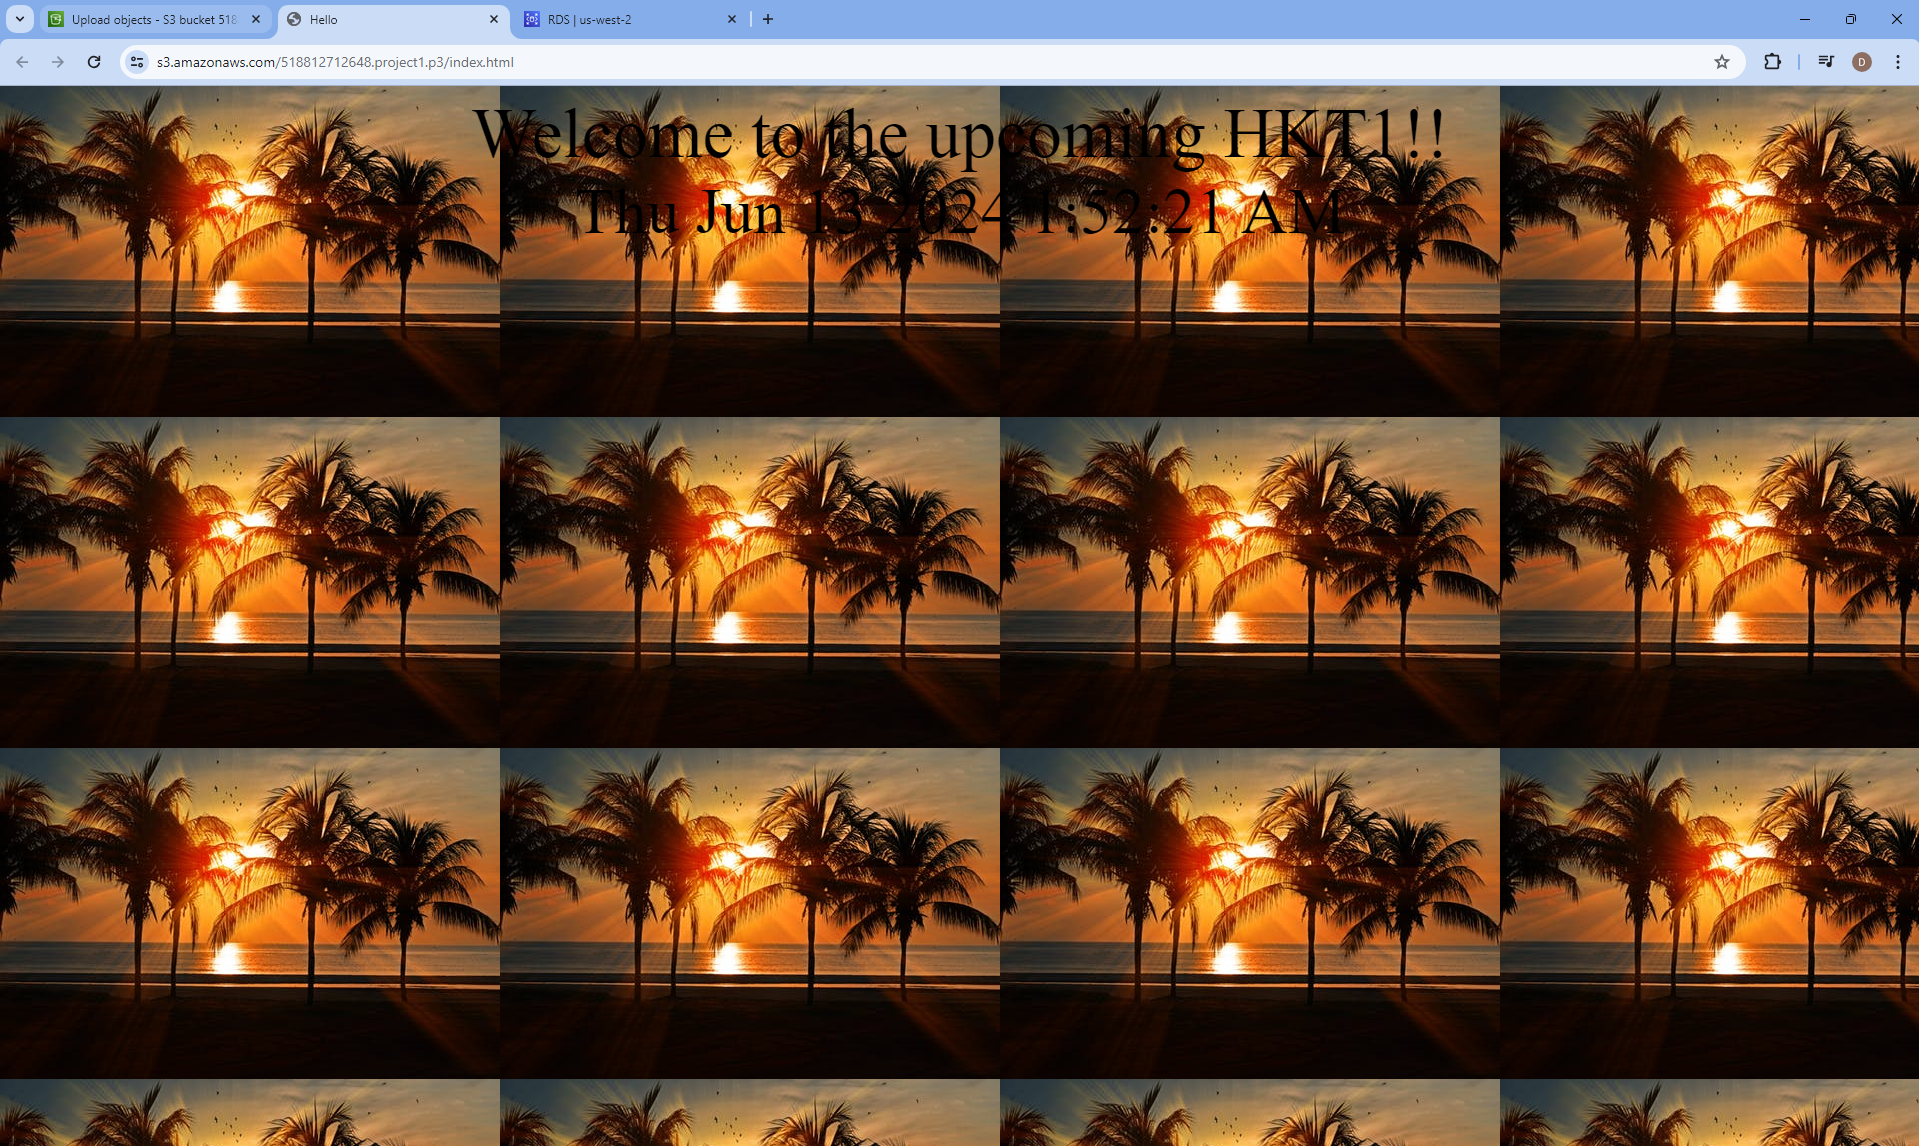 Upload objects - S3 bucket 518
Hello
RDS | us-west-2
s3.amazonaws.com/518812712648.project1.p3/index.html
D
Welcome to the upcoming HKT1!!
Thu Jun 13 2024 1:52:21 AM